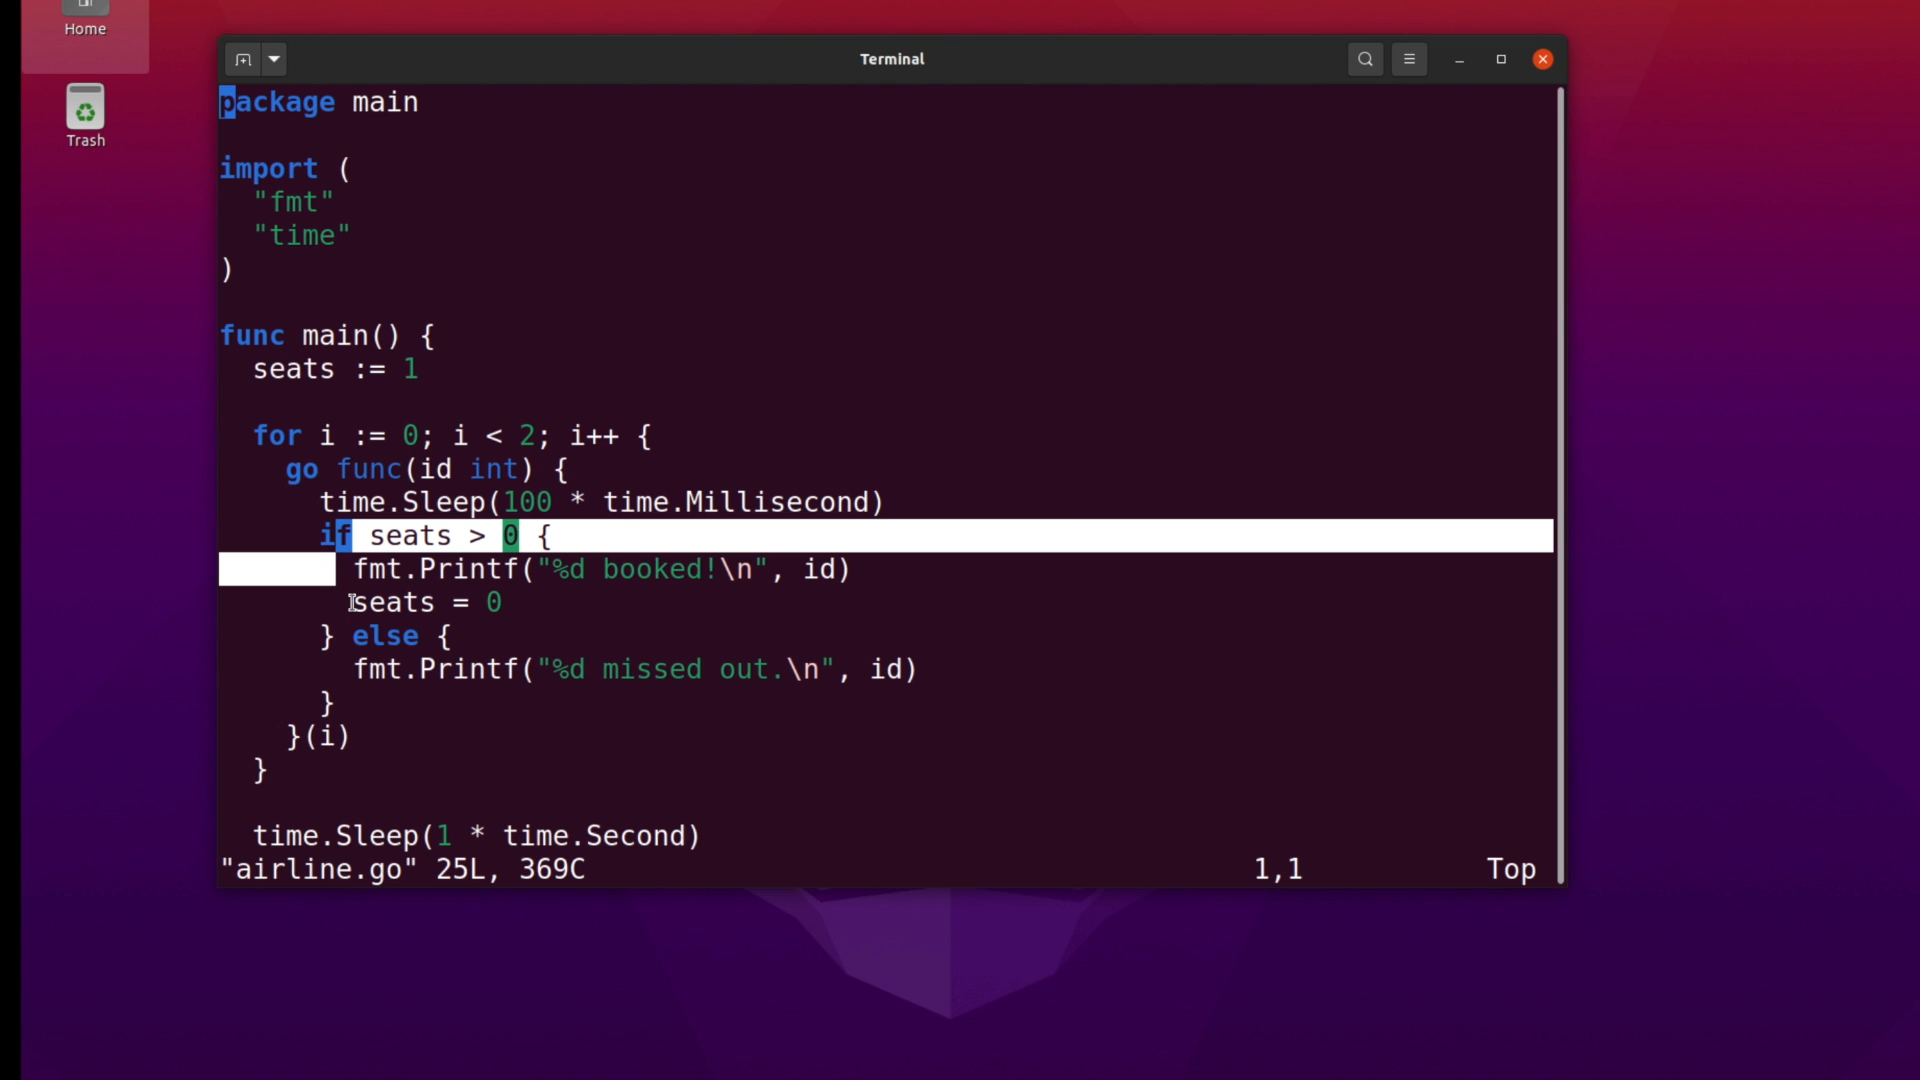 Home
Trash
Terminal
package main
import (
"fmt"
"time"
)
func main() {
seats := 1
for i := 0; i < 2; i++ {
go func(id int) {
time.Sleep(100 * time.Millisecond)
if seats > 0 {
fmt.Printf("%d booked!\n", id)
seats = 0
} else {
fmt.Printf("%d missed out.\n", id)
}
}(i)
}
time.Sleep(1 * time.Second)
"airline.go" 25L, 369C 1,1 Top